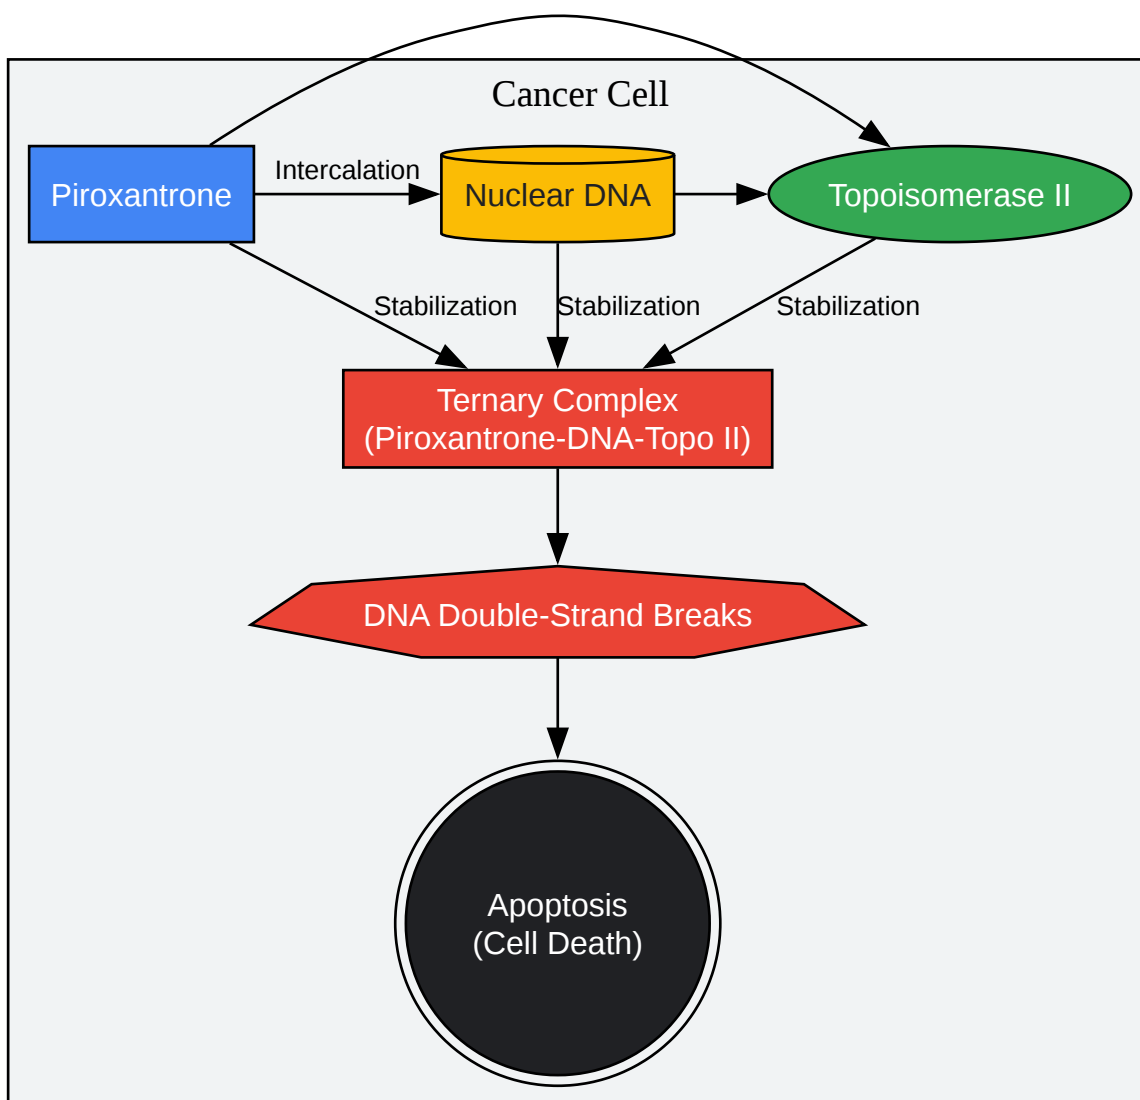 Cancer Cell
Piroxantrone
Intercalation
Nuclear DNA
Topoisomerase II
Stabilization
Stabilization
Stabilization
Ternary Complex
(Piroxantrone-DNA-Topo II)
DNA Double-Strand Breaks
Apoptosis
(Cell Death)